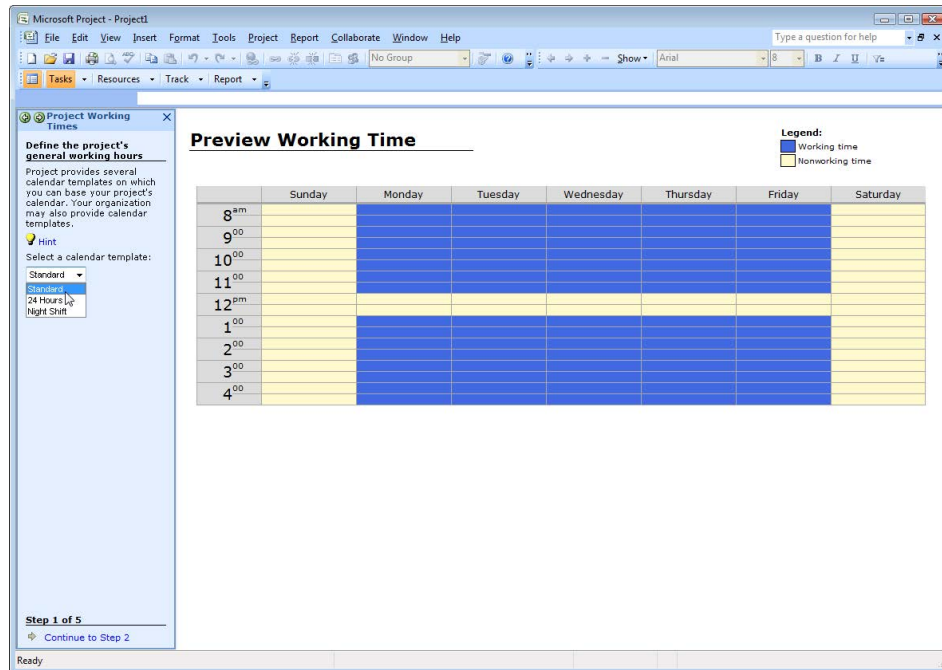 Microsoft Project - Project1
File Edit View Insert Format Tools Project Report Collaborate Window Help
Type a question for help
No Group
Show
Arial
8
B I U
Tasks Resources Track Report
Project Working
Times
Define the project's
general working hours
Project provides several
calendar templates on which
you can base your project's
calendar. Your organization
may also provide calendar
templates.
Hint
Select a calendar template:
Standard
Standard
24 Hours
Night Shift
Step 1 of 5
Continue to Step 2
Preview Working Time
Legend:
Working time
Nonworking time
Sunday Monday Tuesday Wednesday Thursday Friday Saturday
8am
900
1000
1100
12pm
100
200
300
400
Ready